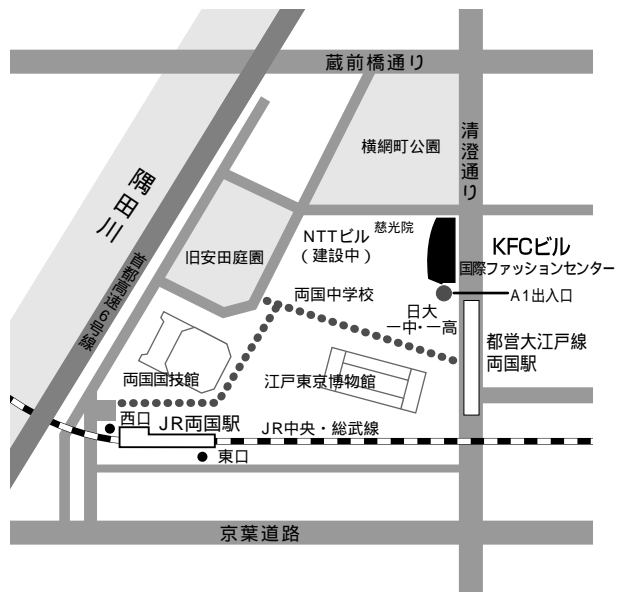 蔵前橋通り
清澄通り
横網町公園
隅田川
首都高速6号線
旧安田庭園
NTTビル
(建設中)
慈光院
KFCビル
国際ファッションセンター
A1出入口
両国中学校
日大
一中・一高
都営大江戸線
両国駅
両国国技館
江戸東京博物館
西口
JR両国駅
JR中央・総武線
東口
京葉道路